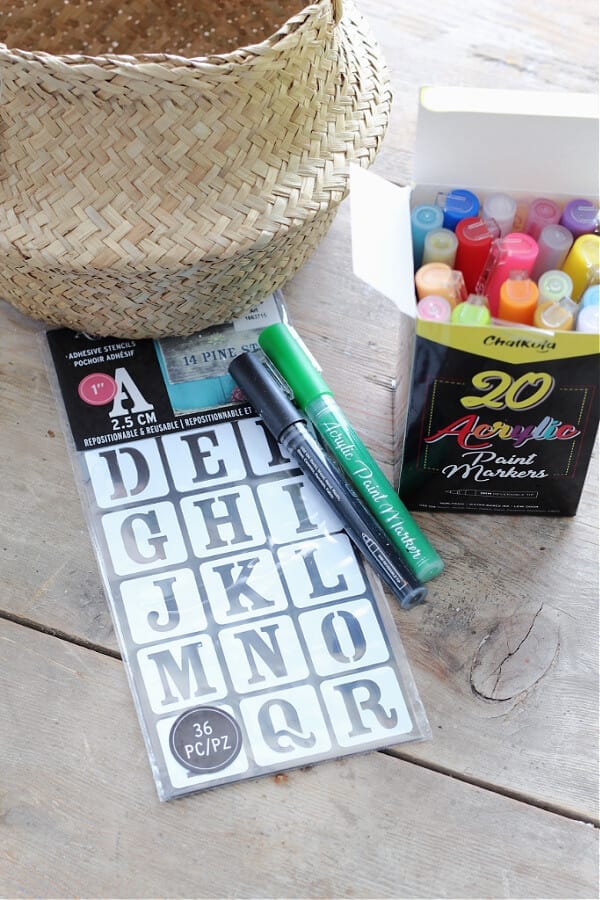 ADHESIVE STENCILS
POCHOIR ADHÉSIF
14 PINE ST
1"
A
2.5 CM
REPOSITIONABLE & REUSABLE | REPOSITIONNABLE ET
D E
G H I
J K L
M N O
Q R
36
PC/PZ
Acrylic Paint Marker
Chalkola
20
Acrylic
Paint Markers